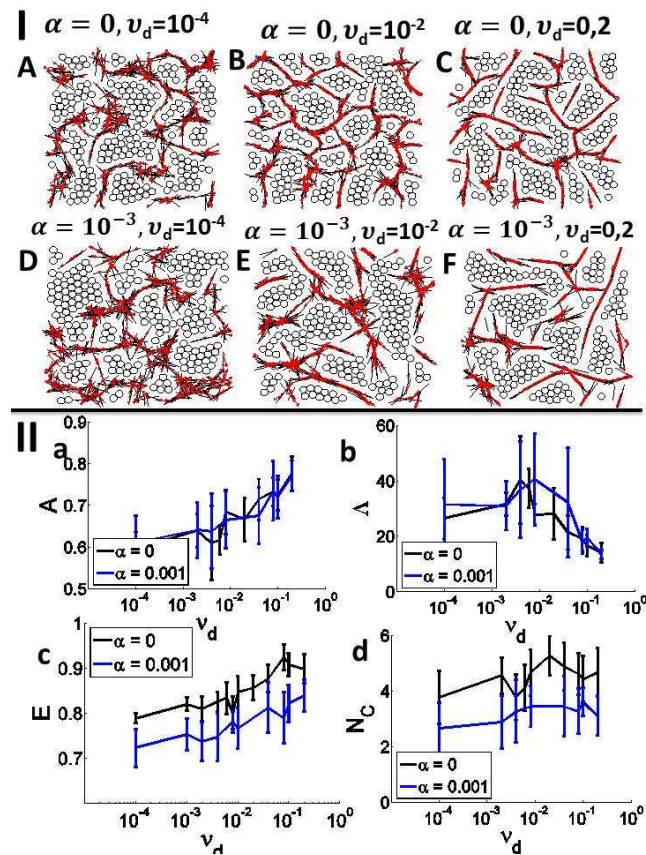 I α = 0, υd=10-4 α = 0, υd=10-2 α = 0, υd=0,2
A B C
α = 10−3, υd=10-4 α = 10−3, υd=10-2 α = 10−3, υd=0,2
D E F
II
a
A
0.9
0.8
0.7
0.6
0.5
α = 0
α = 0.001
10-4 10-3 10-2 10-1 100
νd
b
Λ
60
40
20
0
α = 0
α = 0.001
10-4 10-3 10-2 10-1 100
νd
c
E
1
0.9
0.8
0.7
α = 0
α = 0.001
10-4 10-3 10-2 10-1 100
νd
d
NC
6
4
2
0
α = 0
α = 0.001
10-4 10-3 10-2 10-1 100
νd